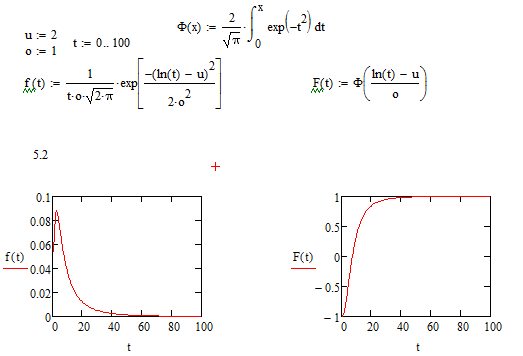 Φ(x) := 2/√π · ∫₀ˣ exp(−t²) dt
u := 2
o := 1
t := 0.. 100
f(t) := 1/(t·o·√(2·π)) · exp[−(ln(t) − u)²/(2·o²)]
F(t) := Φ((ln(t) − u)/o)
5.2
0.1
0.08
0.06
0.04
0.02
0
f(t)
0 20 40 60 80 100
t
1
0.5
0
− 0.5
− 1
F(t)
0 20 40 60 80 100
t